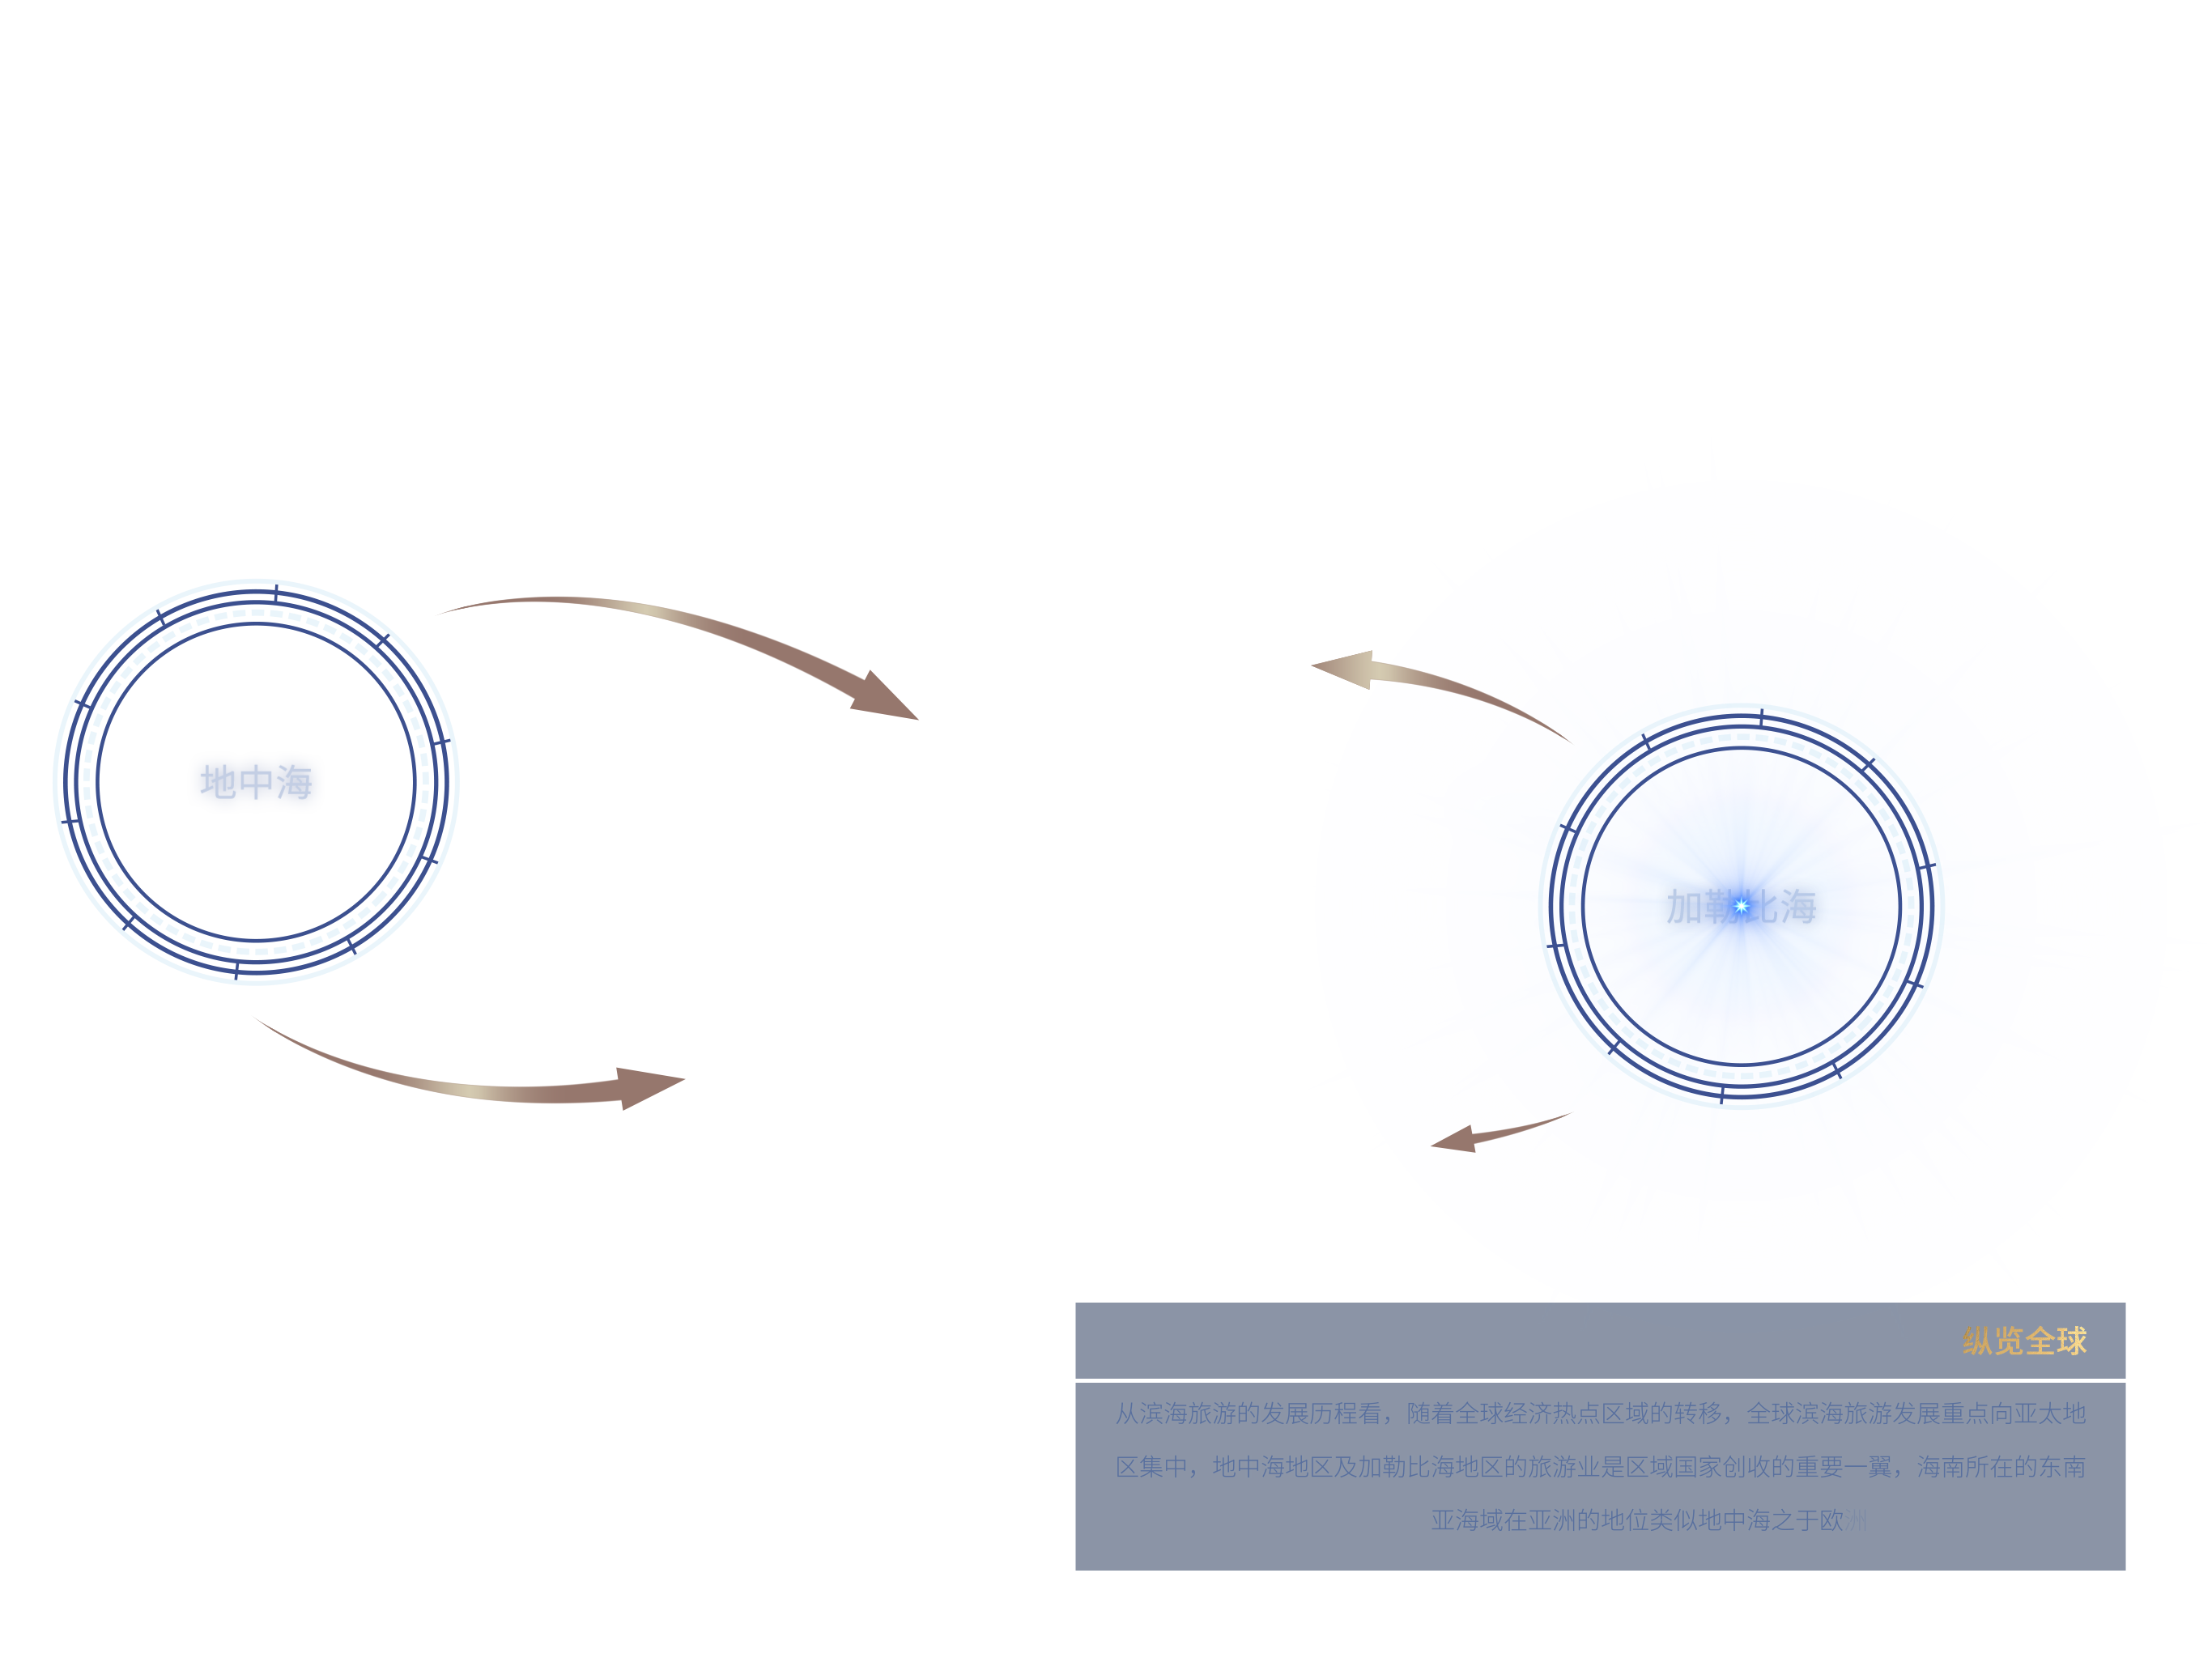 地中海
加勒比海
纵览全球
从滨海旅游的发展历程看，随着全球经济热点区域的转移，全球滨海旅游发展重点向亚太地
区集中，地中海地区及加勒比海地区的旅游业是区域国家创收的重要一翼，海南所在的东南
亚海域在亚洲的地位类似地中海之于欧洲